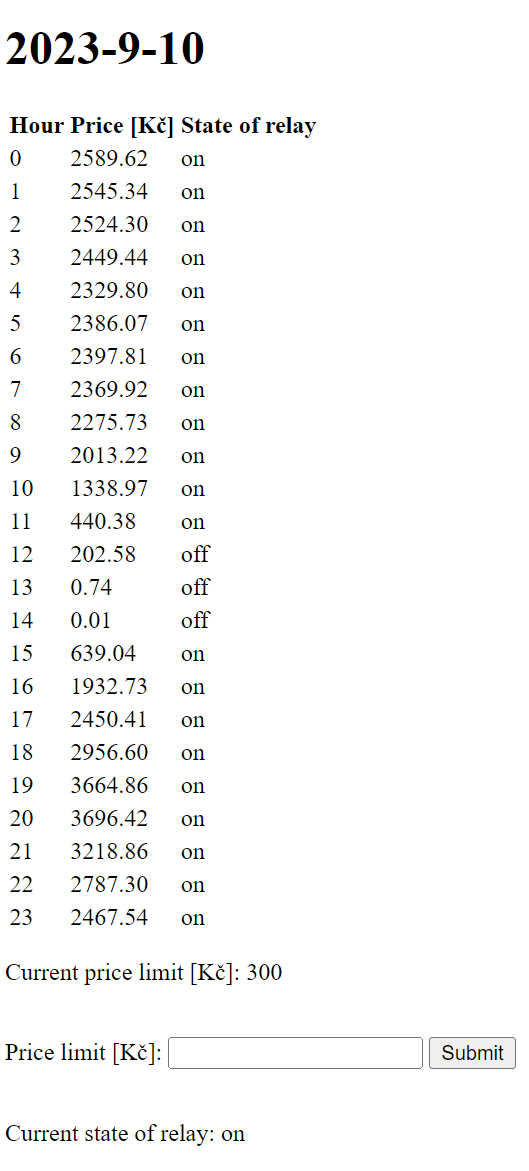 2023-9-10
Hour Price [Kč] State of relay
0 2589.62 on
1 2545.34 on
2 2524.30 on
3 2449.44 on
4 2329.80 on
5 2386.07 on
6 2397.81 on
7 2369.92 on
8 2275.73 on
9 2013.22 on
10 1338.97 on
11 440.38 on
12 202.58 off
13 0.74 off
14 0.01 off
15 639.04 on
16 1932.73 on
17 2450.41 on
18 2956.60 on
19 3664.86 on
20 3696.42 on
21 3218.86 on
22 2787.30 on
23 2467.54 on
Current price limit [Kč]: 300
Price limit [Kč]: Submit
Current state of relay: on